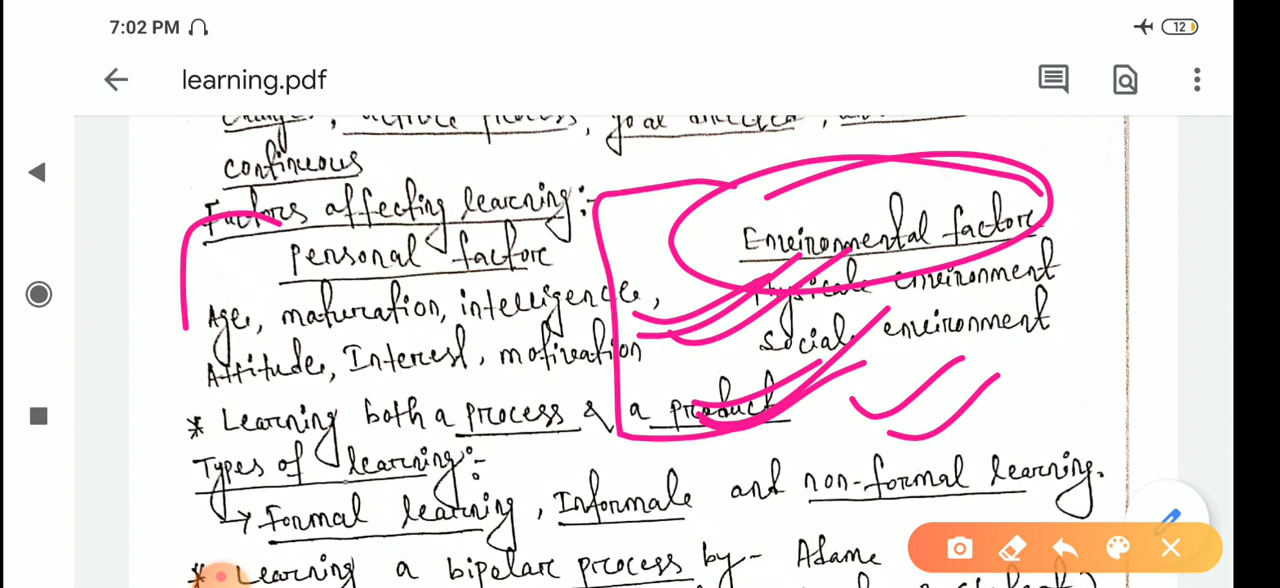 7:02 PM
12
learning.pdf
continuous
Factors affecting learning:-
Personal factor
Environmental factor
Age, maturation, intelligence,
Physical environment
Attitude, Interest, motivation
Social environment
* Learning both a process & a product
Types of learning:-
→ Formal learning, Informal and non-formal learning.
* Learning a bipolar process by- Adame